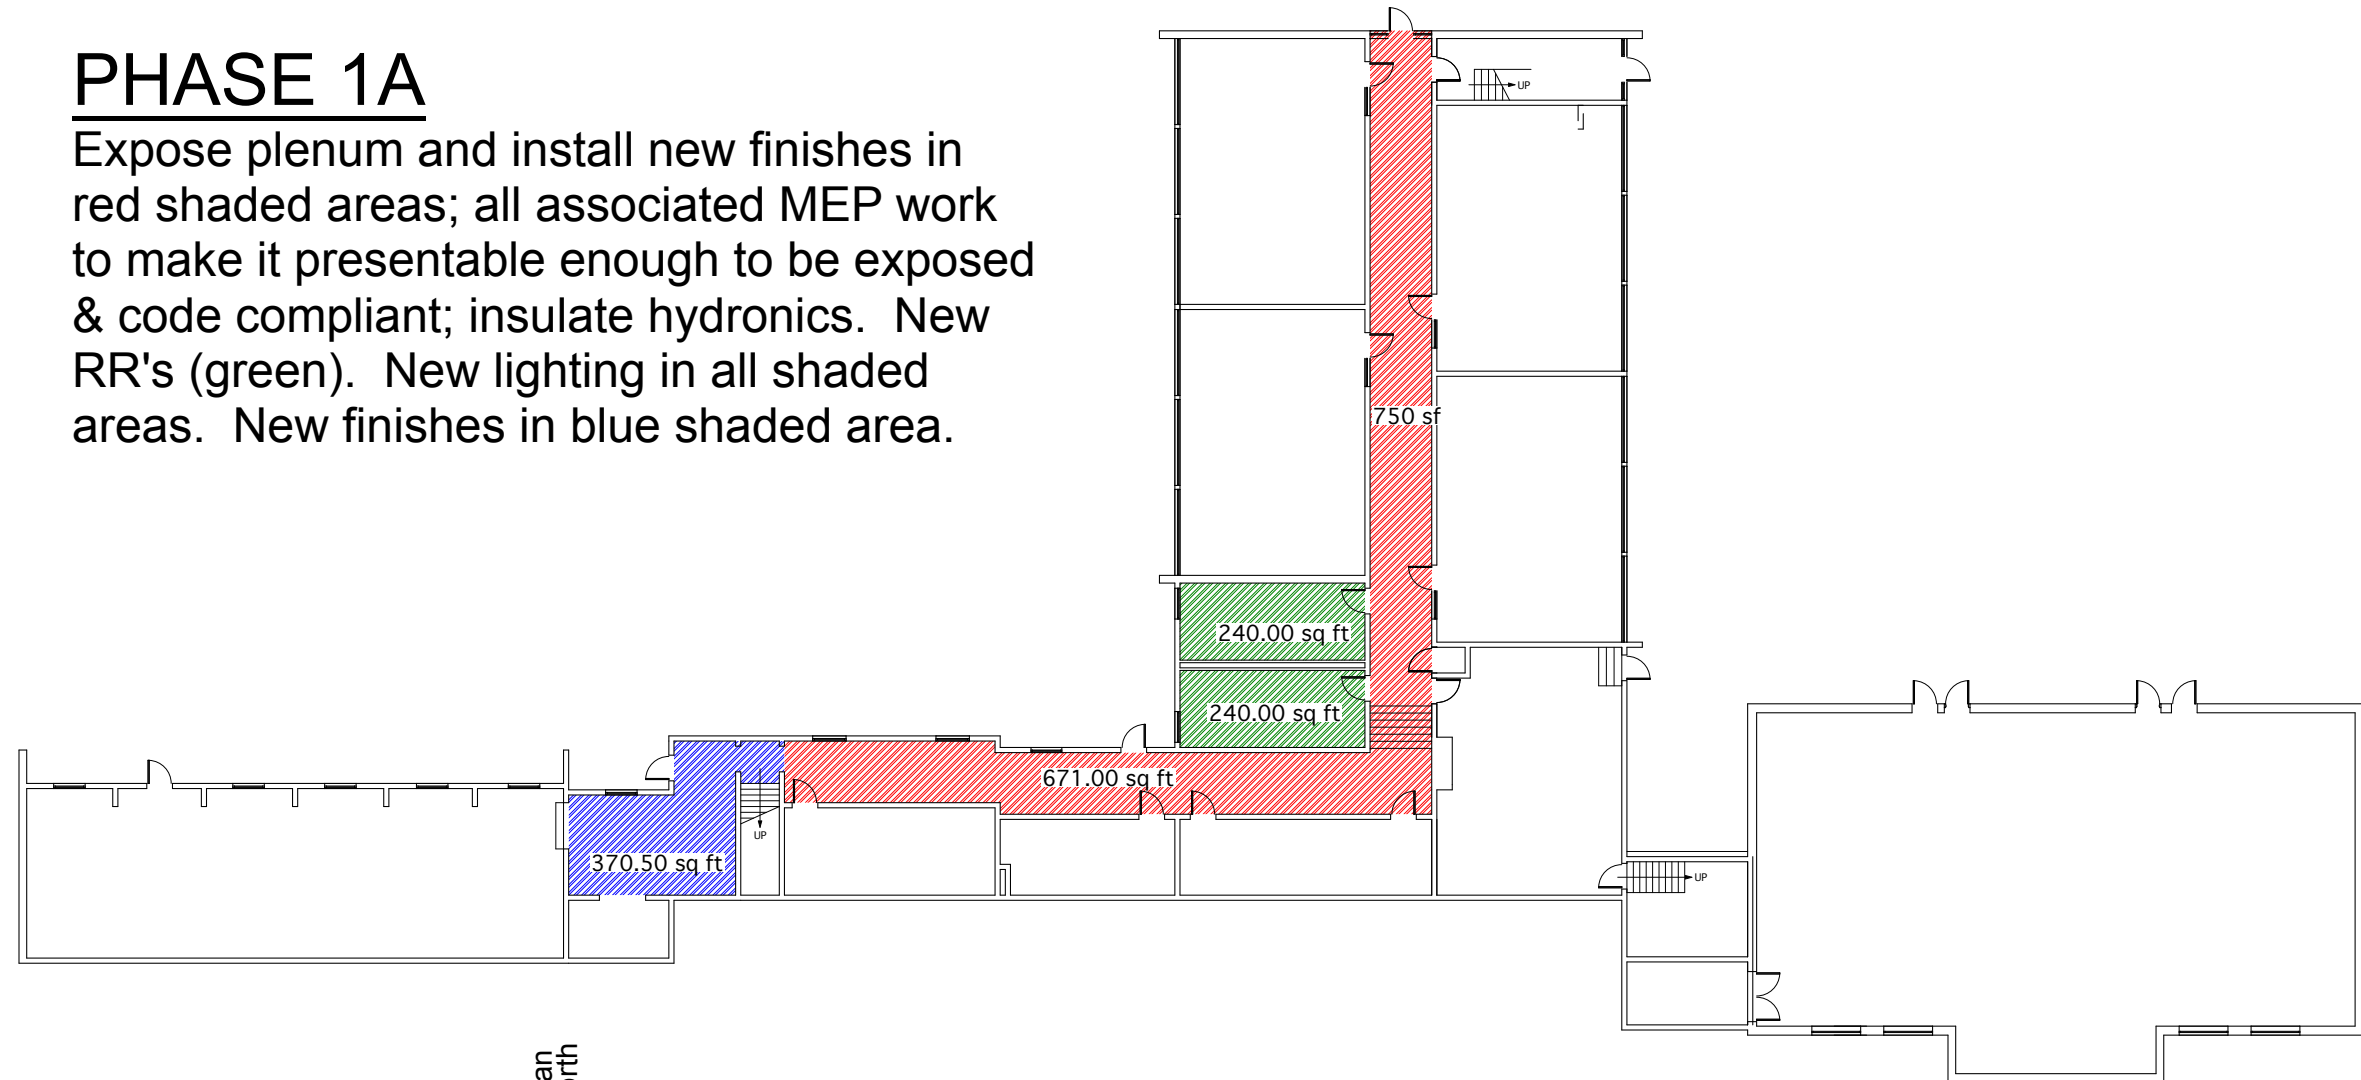 PHASE 1A
Expose plenum and install new finishes in
red shaded areas; all associated MEP work
to make it presentable enough to be exposed
& code compliant; insulate hydronics.  New
RR's (green).  New lighting in all shaded
areas.  New finishes in blue shaded area.
UP
750 sf
240.00 sq ft
240.00 sq ft
671.00 sq ft
UP
370.50 sq ft
UP